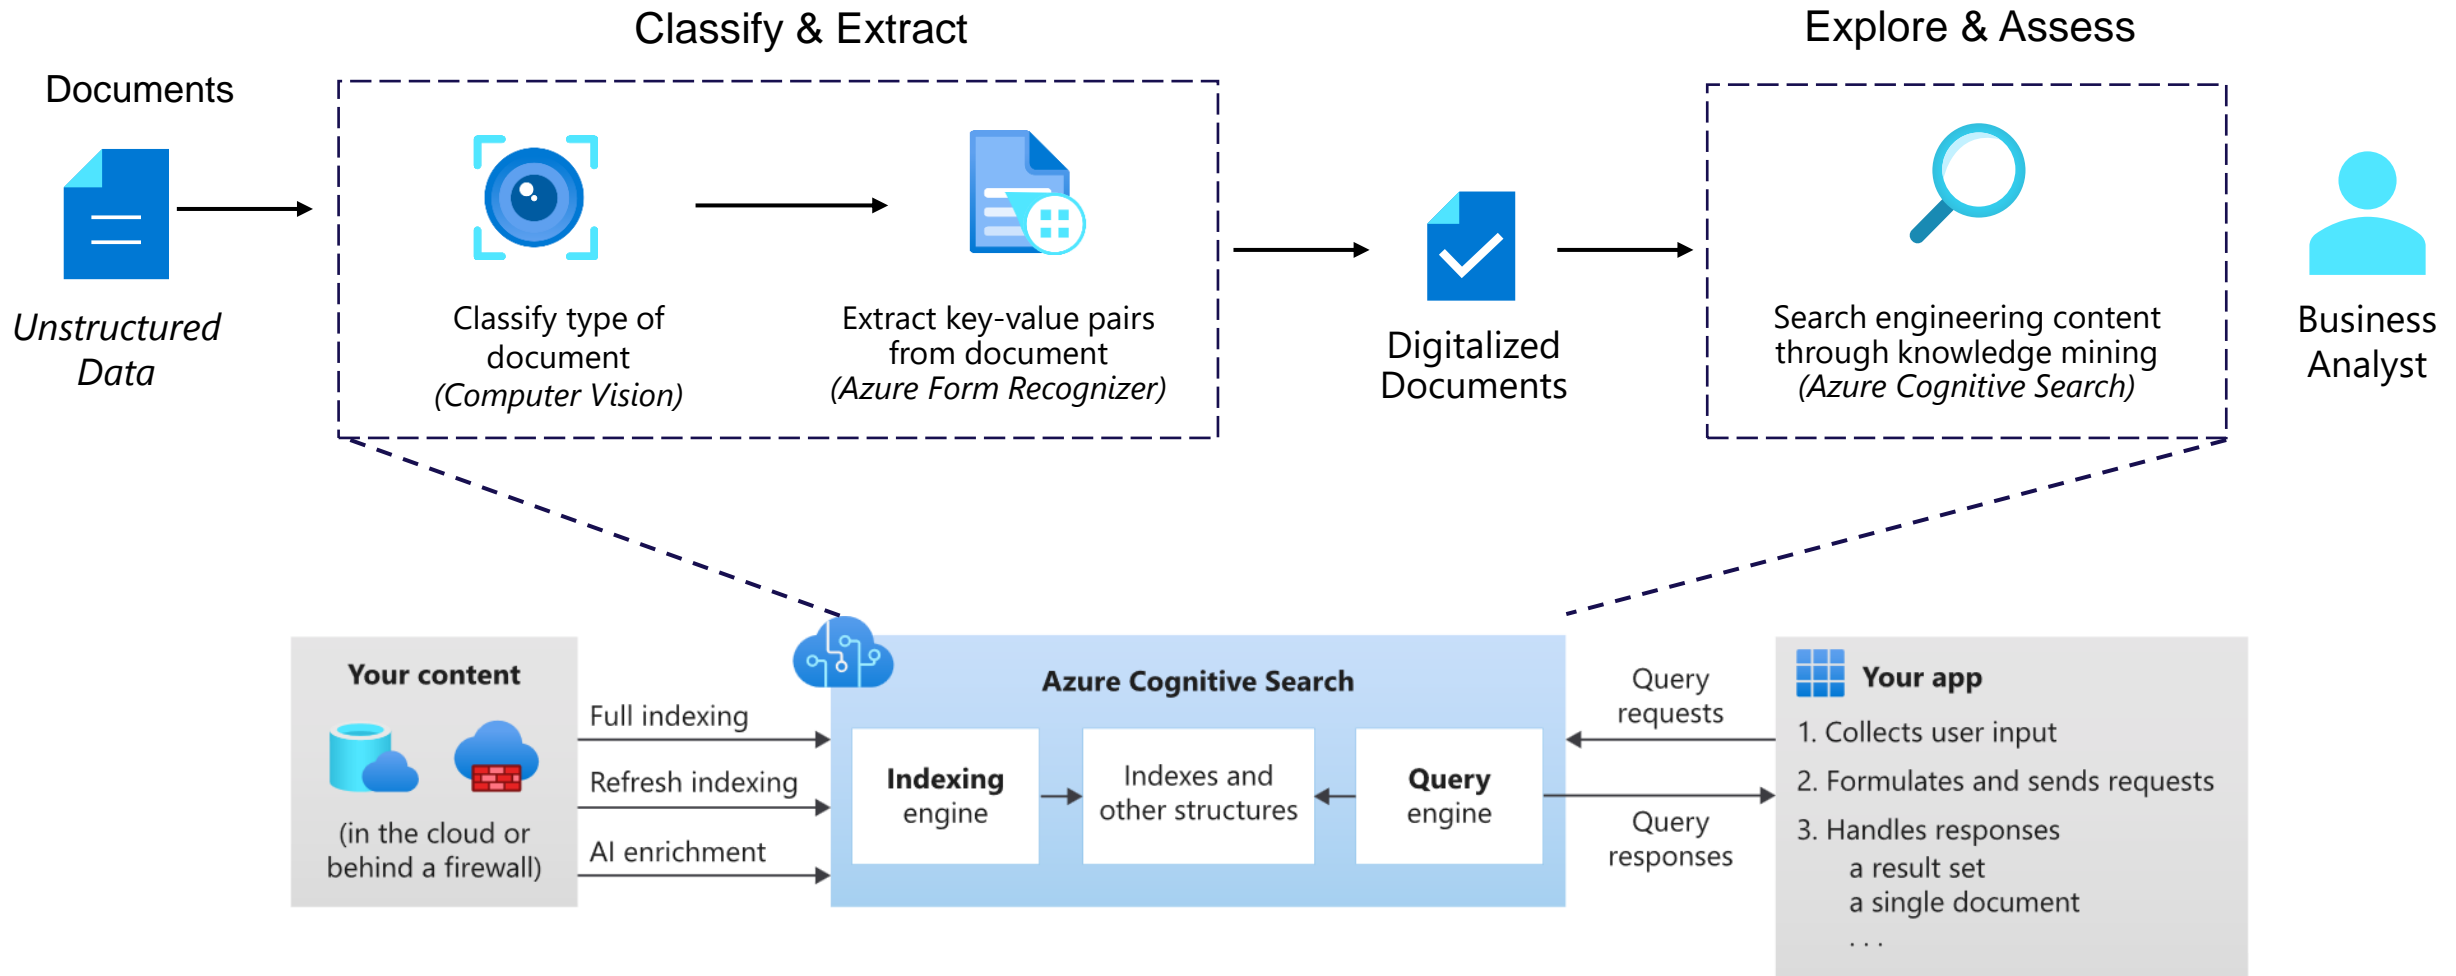 Classify & Extract
Explore & Assess
Documents
Unstructured
Data
Classify type of
document
(Computer Vision)
Extract key-value pairs
from document
(Azure Form Recognizer)
Digitalized
Documents
Search engineering content
through knowledge mining
(Azure Cognitive Search)
Business
Analyst
Your content
(in the cloud or
behind a firewall)
Full indexing
Refresh indexing
AI enrichment
Azure Cognitive Search
Indexing
engine
Indexes and
other structures
Query
engine
Query
requests
Query
responses
Your app
1. Collects user input
2. Formulates and sends requests
3. Handles responses
a result set
a single document
. . .